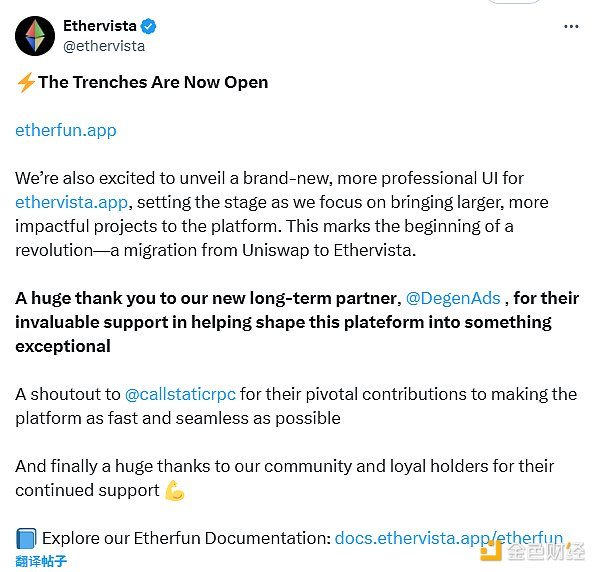 Ethervista
@ethervista
⚡The Trenches Are Now Open
etherfun.app
We’re also excited to unveil a brand-new, more professional UI for
ethervista.app, setting the stage as we focus on bringing larger, more
impactful projects to the platform. This marks the beginning of a
revolution—a migration from Uniswap to Ethervista.
A huge thank you to our new long-term partner, @DegenAds , for their
invaluable support in helping shape this plateform into something
exceptional
A shoutout to @callstaticrpc for their pivotal contributions to making the
platform as fast and seamless as possible
And finally a huge thanks to our community and loyal holders for their
continued support 💪
📘 Explore our Etherfun Documentation: docs.ethervista.app/etherfun
翻译帖子
金色财经